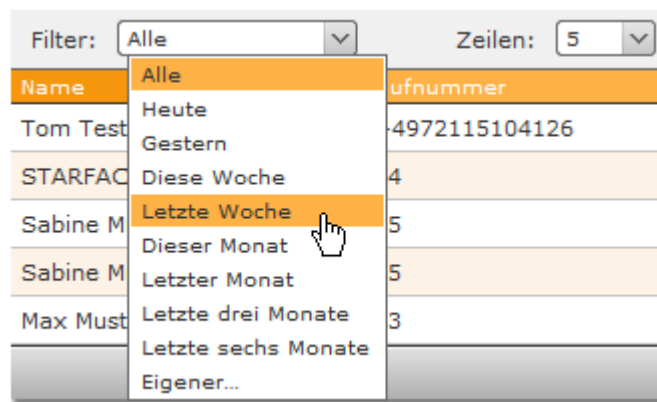 Filter: Alle Zeilen: 5
Name ufnummer
Alle
Heute
Gestern
Diese Woche
Letzte Woche
Dieser Monat
Letzter Monat
Letzte drei Monate
Letzte sechs Monate
Eigener...
Tom Test -4972115104126
STARFAC 4
Sabine M 5
Sabine M 5
Max Must 3